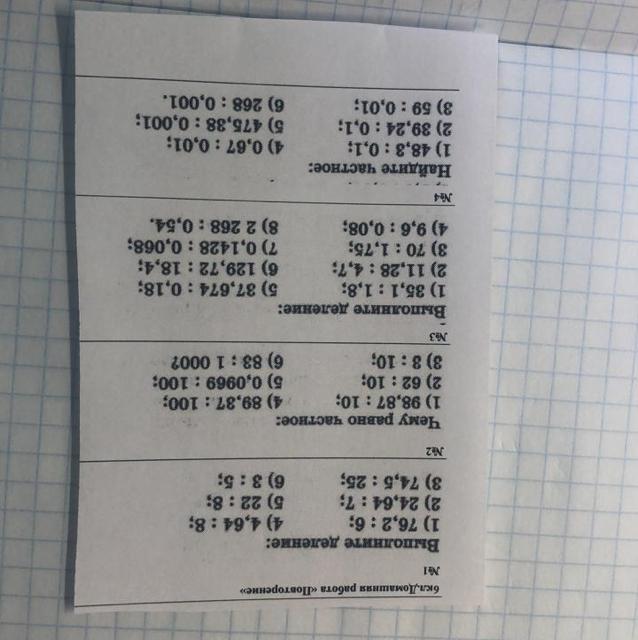 6кл.Домашняя работа «Повторение»
№1
Выполните деление:
1) 76,2 : 6; 4) 4,64 : 8;
2) 24,64 : 7; 5) 22 : 8;
3) 74,5 : 25; 6) 3 : 5;
№2
Чему равно частное:
1) 98,87 : 10; 4) 89,37 : 100;
2) 62 : 10; 5) 0,0969 : 100;
3) 3 : 10; 6) 83 : 1 000?
№3
Выполните деление:
1) 35,1 : 1,8; 5) 37,674 : 0,18;
2) 11,28 : 4,7; 6) 129,72 : 18,4;
3) 70 : 1,75; 7) 0,1428 : 0,068;
4) 9,6 : 0,08; 8) 2 268 : 0,54.
№4
Найдите частное:
1) 48,3 : 0,1; 4) 0,67 : 0,01;
2) 39,24 : 0,1; 5) 475,38 : 0,001;
3) 59 : 0,01; 6) 268 : 0,001.